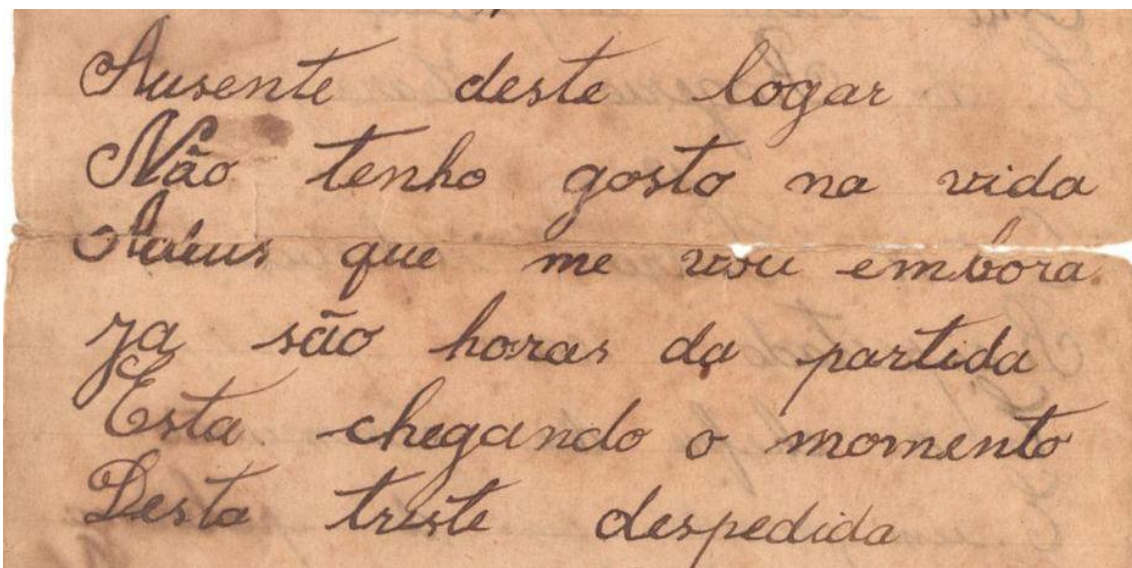 Ausente deste logar
Não tenho gosto na vida
Adeus que me vou embora
ja são horas da partida
Esta chegando o momento
Desta triste despedida